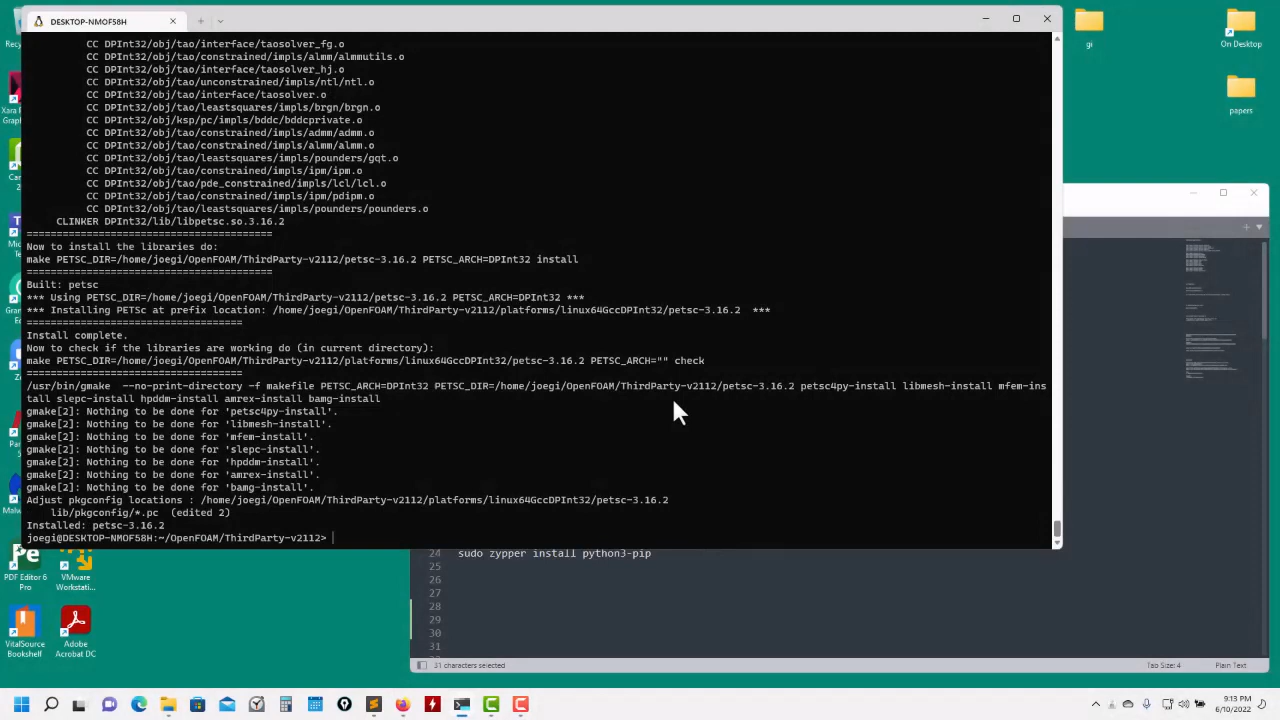 DESKTOP-NMOF58H
CC DPInt32/obj/tao/interface/taosolver_fg.o
CC DPInt32/obj/tao/constrained/impls/almm/almmutils.o
CC DPInt32/obj/tao/interface/taosolver_hj.o
CC DPInt32/obj/tao/unconstrained/impls/ntl/ntl.o
CC DPInt32/obj/tao/interface/taosolver.o
CC DPInt32/obj/tao/leastsquares/impls/brgn/brgn.o
CC DPInt32/obj/ksp/pc/impls/bddc/bddcprivate.o
CC DPInt32/obj/tao/constrained/impls/admm/admm.o
CC DPInt32/obj/tao/constrained/impls/almm/almm.o
CC DPInt32/obj/tao/leastsquares/impls/pounders/gqt.o
CC DPInt32/obj/tao/constrained/impls/ipm/ipm.o
CC DPInt32/obj/tao/pde_constrained/impls/lcl/lcl.o
CC DPInt32/obj/tao/constrained/impls/ipm/pdipm.o
CC DPInt32/obj/tao/leastsquares/impls/pounders/pounders.o
CLINKER DPInt32/lib/libpetsc.so.3.16.2
=========================================
Now to install the libraries do:
make PETSC_DIR=/home/joegi/OpenFOAM/ThirdParty-v2112/petsc-3.16.2 PETSC_ARCH=DPInt32 install
=========================================
Built: petsc
*** Using PETSC_DIR=/home/joegi/OpenFOAM/ThirdParty-v2112/petsc-3.16.2 PETSC_ARCH=DPInt32 ***
*** Installing PETSc at prefix location: /home/joegi/OpenFOAM/ThirdParty-v2112/platforms/linux64GccDPInt32/petsc-3.16.2  ***
====================================
Install complete.
Now to check if the libraries are working do (in current directory):
make PETSC_DIR=/home/joegi/OpenFOAM/ThirdParty-v2112/platforms/linux64GccDPInt32/petsc-3.16.2 PETSC_ARCH="" check
====================================
/usr/bin/gmake  --no-print-directory -f makefile PETSC_ARCH=DPInt32 PETSC_DIR=/home/joegi/OpenFOAM/ThirdParty-v2112/petsc-3.16.2 petsc4py-install libmesh-install mfem-ins
tall slepc-install hpddm-install amrex-install bamg-install
gmake[2]: Nothing to be done for 'petsc4py-install'.
gmake[2]: Nothing to be done for 'libmesh-install'.
gmake[2]: Nothing to be done for 'mfem-install'.
gmake[2]: Nothing to be done for 'slepc-install'.
gmake[2]: Nothing to be done for 'hpddm-install'.
gmake[2]: Nothing to be done for 'amrex-install'.
gmake[2]: Nothing to be done for 'bamg-install'.
Adjust pkgconfig locations : /home/joegi/OpenFOAM/ThirdParty-v2112/platforms/linux64GccDPInt32/petsc-3.16.2
lib/pkgconfig/*.pc  (edited 2)
Installed: petsc-3.16.2
joegi@DESKTOP-NMOF58H:~/OpenFOAM/ThirdParty-v2112>
gi
On Desktop
papers
24 sudo zypper install python3-pip
25
26
27
28
29
30
31
31 characters selected
Tab Size: 4
Plain Text
PDF Editor 6
Pro
VMware
Workstati...
VitalSource
Bookshelf
Adobe
Acrobat DC
9:13 PM
6/10/2022